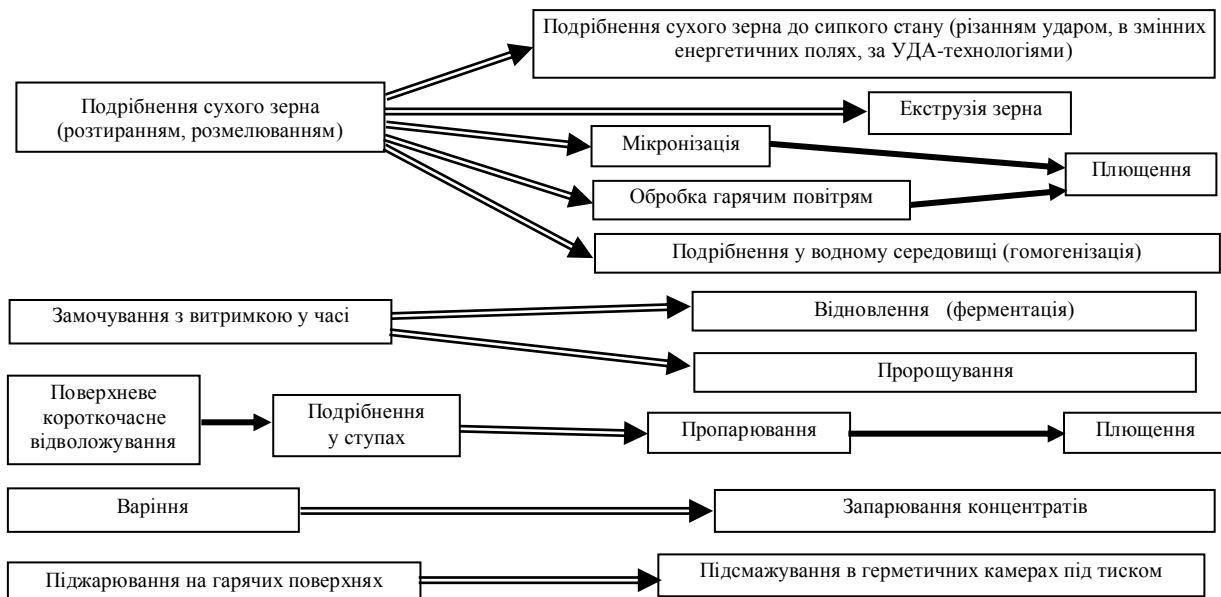 Подрібнення сухого зерна до сипкого стану (різанням ударом, в змінних
енергетичних полях, за УДА-технологіями)
Подрібнення сухого зерна
(розтиранням, розмелюванням)
Екструзія зерна
Мікронізація
Плющення
Обробка гарячим повітрям
Подрібнення у водному середовищі (гомогенізація)
Замочування з витримкою у часі
Відновлення (ферментація)
Пророщування
Поверхневе
короткочасне
відволожування
Подрібнення
у ступах
Пропарювання
Плющення
Варіння
Запарювання концентратів
Піджарювання на гарячих поверхнях
Підсмажування в герметичних камерах під тиском